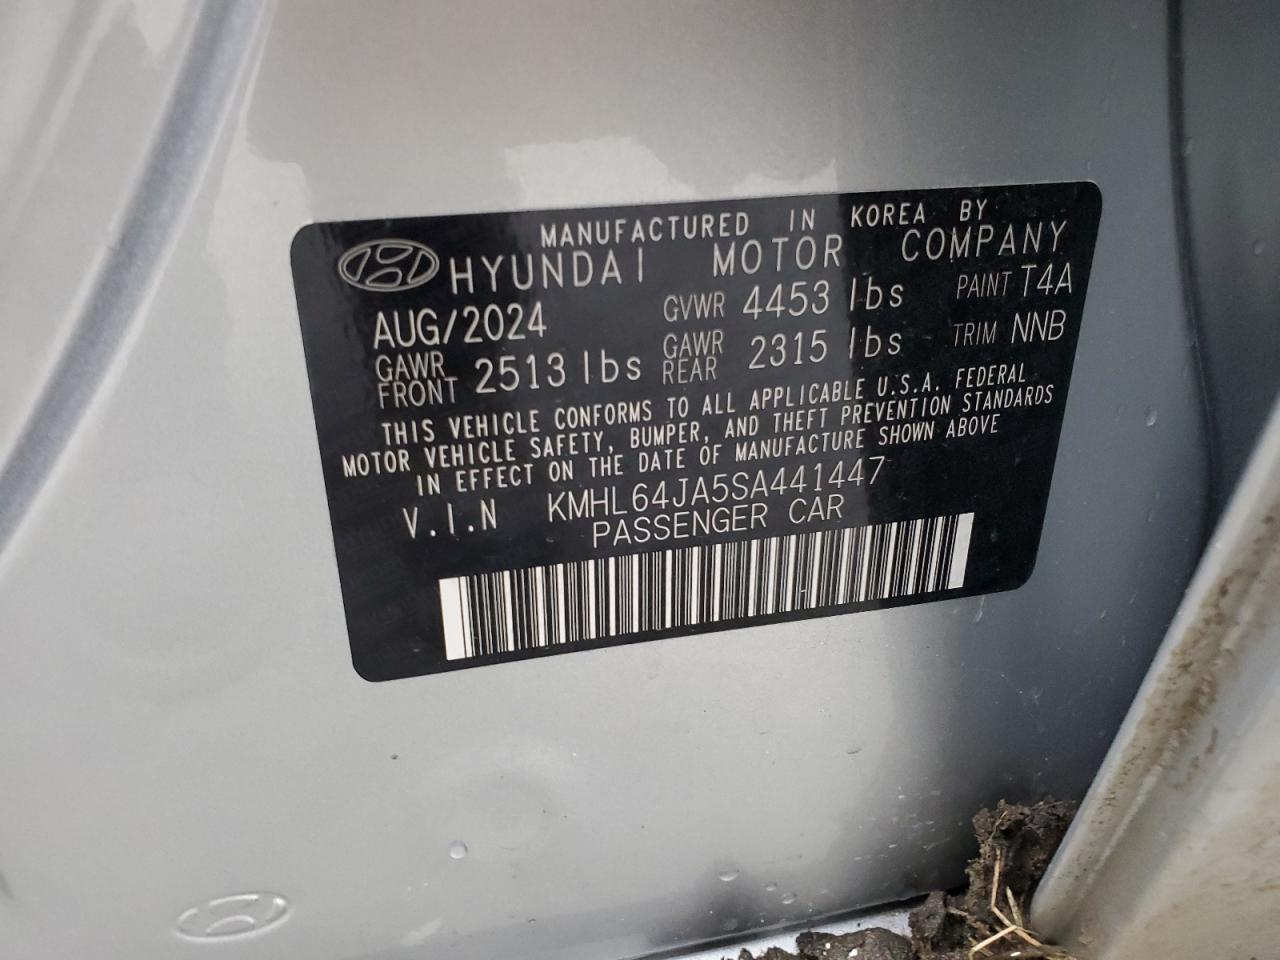 MANUFACTURED IN KOREA BY
HYUNDAI MOTOR COMPANY
AUG/2024 GVWR 4453 lbs PAINT T4A
GAWR FRONT 2513 lbs GAWR REAR 2315 lbs TRIM NNB
THIS VEHICLE CONFORMS TO ALL APPLICABLE U.S.A. FEDERAL
MOTOR VEHICLE SAFETY, BUMPER, AND THEFT PREVENTION STANDARDS
IN EFFECT ON THE DATE OF MANUFACTURE SHOWN ABOVE
V.I.N KMHL64JA5SA441447
PASSENGER CAR